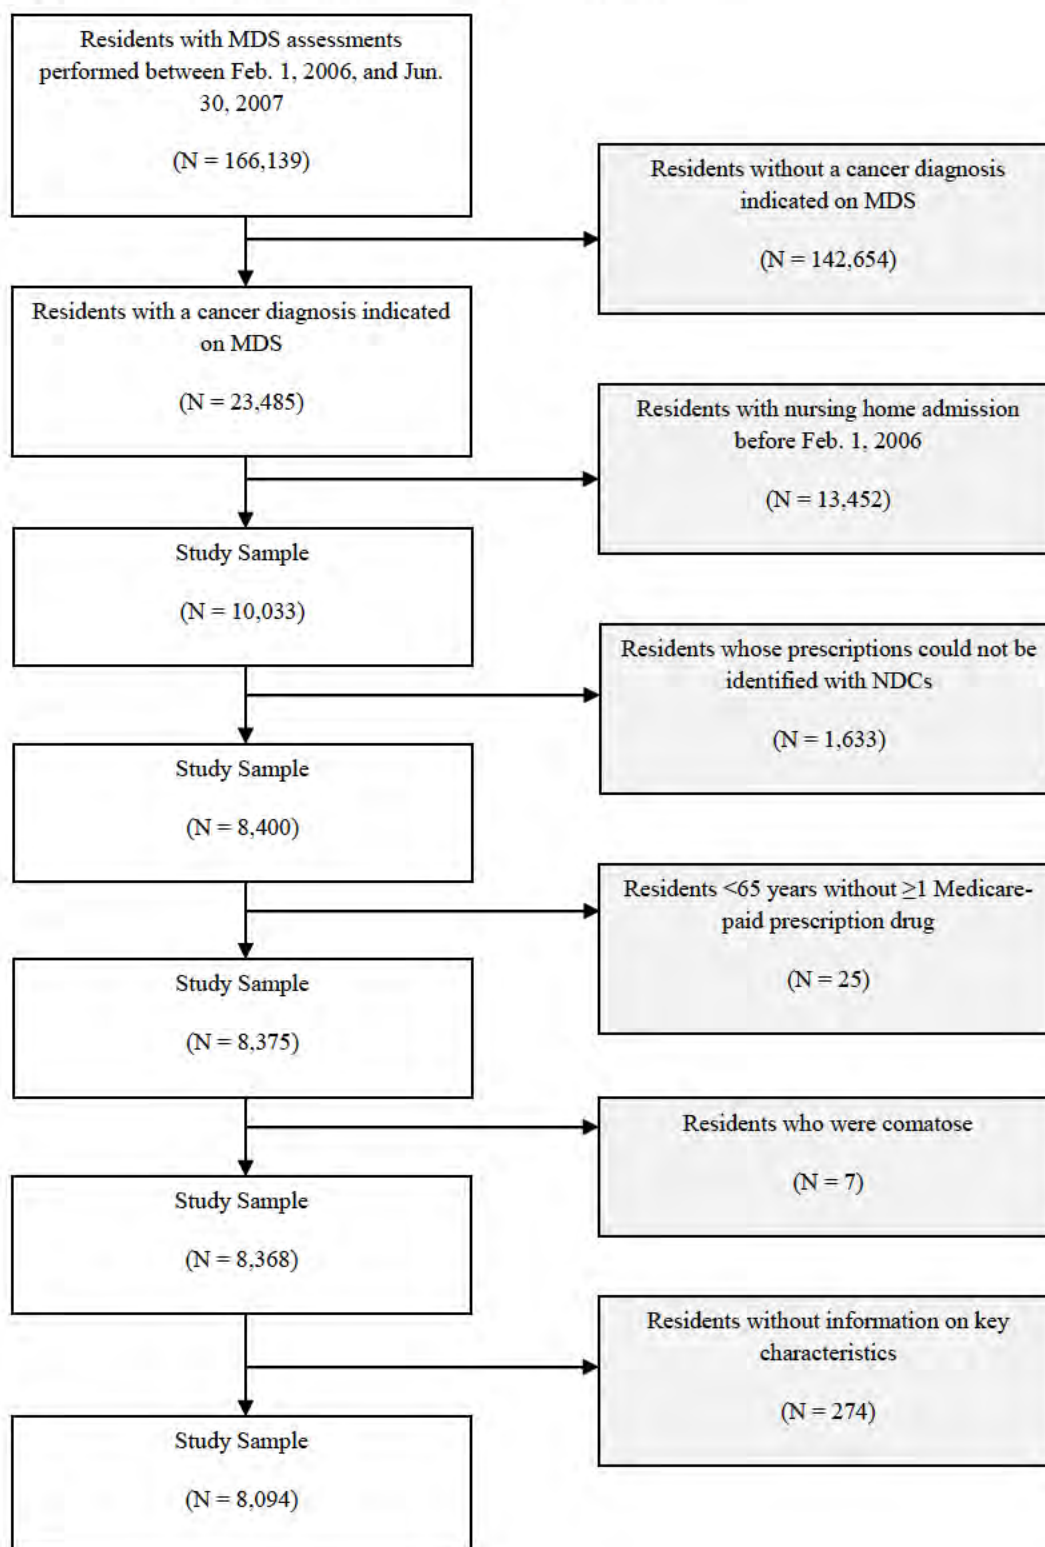 Residents with MDS assessments
performed between Feb. 1, 2006, and Jun.
30, 2007
(N = 166,139)
Residents without a cancer diagnosis
indicated on MDS
(N = 142,654)
Residents with a cancer diagnosis indicated
on MDS
(N = 23,485)
Residents with nursing home admission
before Feb. 1, 2006
(N = 13,452)
Study Sample
(N = 10,033)
Residents whose prescriptions could not be
identified with NDCs
(N = 1,633)
Study Sample
(N = 8,400)
Residents <65 years without ≥1 Medicare-
paid prescription drug
(N = 25)
Study Sample
(N = 8,375)
Residents who were comatose
(N = 7)
Study Sample
(N = 8,368)
Residents without information on key
characteristics
(N = 274)
Study Sample
(N = 8,094)